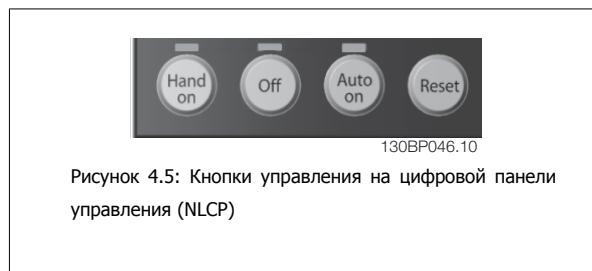 Hand on
Off
Auto on
Reset
130BP046.10
Рисунок 4.5: Кнопки управления на цифровой панели
управления (NLCP)